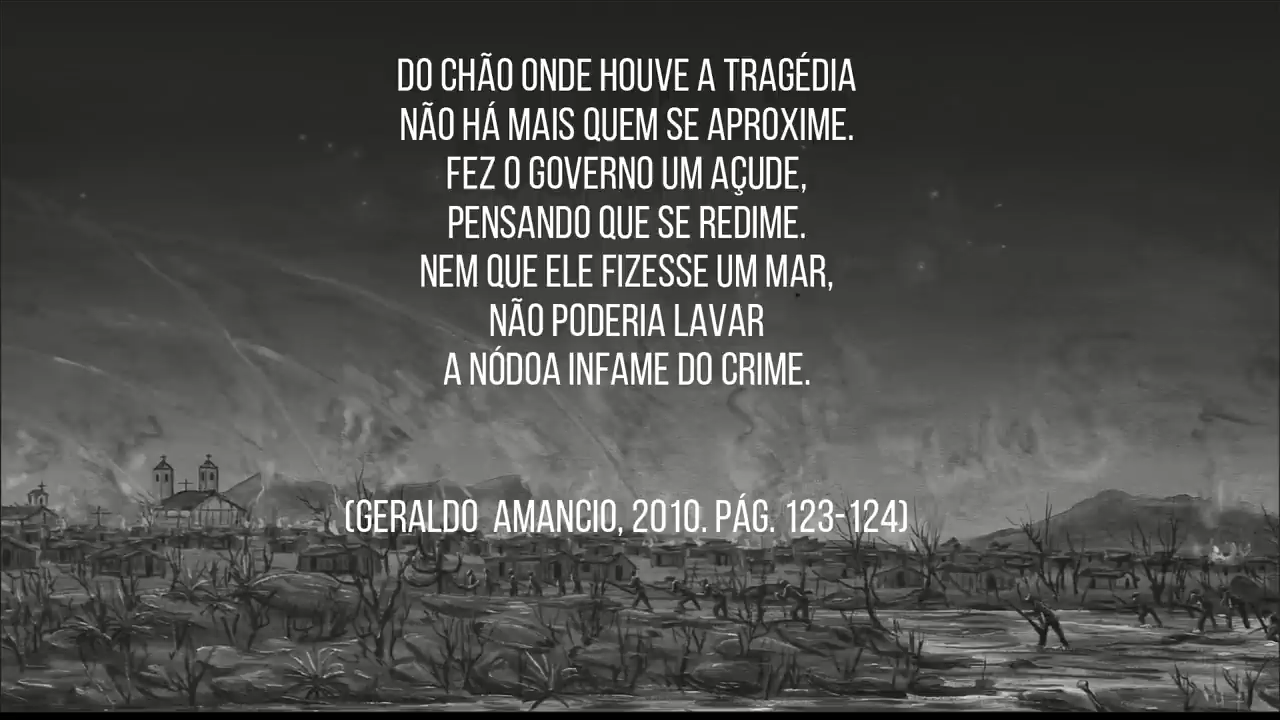 DO CHÃO ONDE HOUVE A TRAGÉDIA
NÃO HÁ MAIS QUEM SE APROXIME.
FEZ O GOVERNO UM AÇUDE,
PENSANDO QUE SE REDIME.
NEM QUE ELE FIZESSE UM MAR,
NÃO PODERIA LAVAR
A NÓDOA INFAME DO CRIME.
(GERALDO AMANCIO, 2010. PÁG. 123-124)